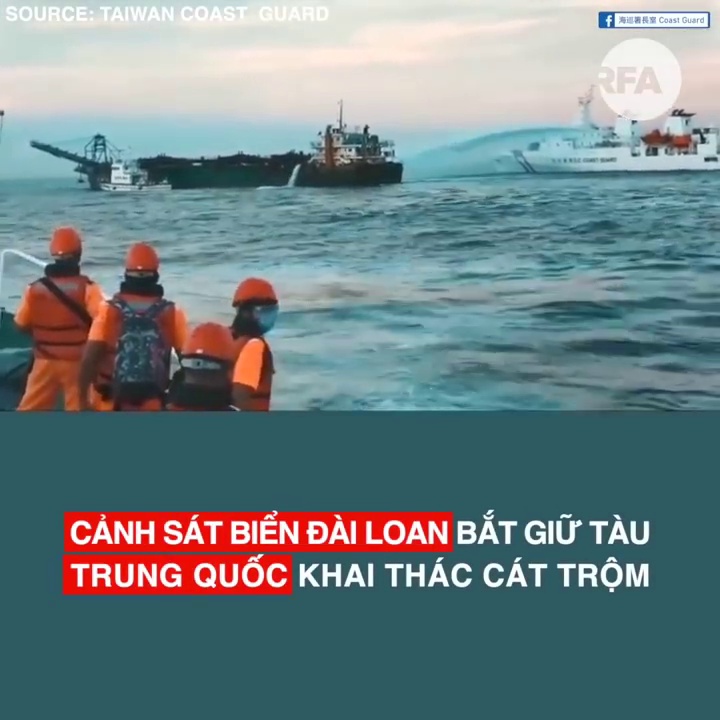 SOURCE: TAIWAN COAST GUARD
海巡署長室 Coast Guard
RFA
CẢNH SÁT BIỂN ĐÀI LOAN BẮT GIỮ TÀU
TRUNG QUỐC KHAI THÁC CÁT TRỘM